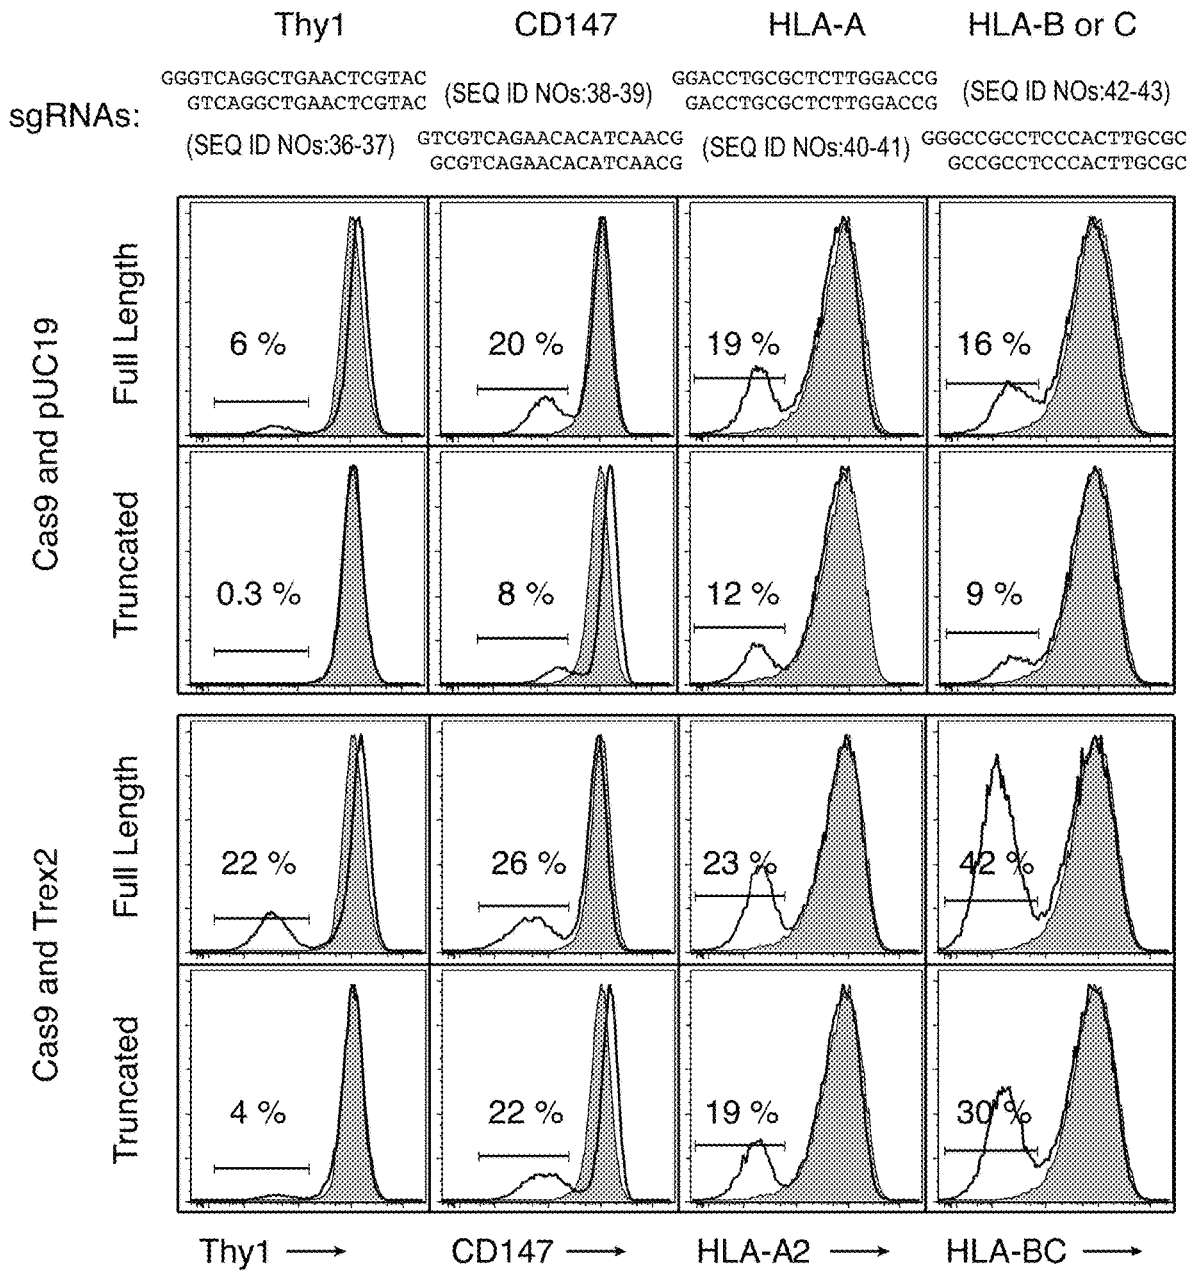 Thy1 CD147 HLA-A HLA-B or C
sgRNAs:
GGGTCAGGCTGAACTCGTAC
GTCAGGCTGAACTCGTAC
(SEQ ID NOs:36-37)
(SEQ ID NOs:38-39)
GTCGTCAGAACACATCAACG
GCGTCAGAACACATCAACG
GGACCTGCGCTCTTGGACCG
GACCTGCGCTCTTGGACCG
(SEQ ID NOs:40-41)
(SEQ ID NOs:42-43)
GGGCCGCCTCCCACTTGCGC
GCCGCCTCCCACTTGCGC
Cas9 and pUC19
Full Length
6 % 20 % 19 % 16 %
Truncated
0.3 % 8 % 12 % 9 %
Cas9 and Trex2
Full Length
22 % 26 % 23 % 42 %
Truncated
4 % 22 % 19 % 30 %
Thy1 CD147 HLA-A2 HLA-BC